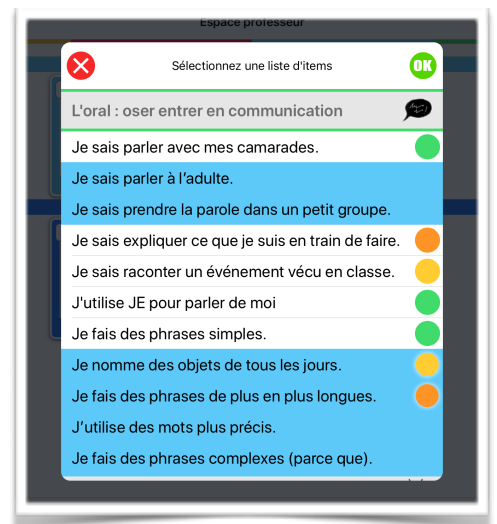 Espace professeur
Sélectionnez une liste d'items
OK
L'oral : oser entrer en communication
Je sais parler avec mes camarades.
Je sais parler à l'adulte.
Je sais prendre la parole dans un petit groupe.
Je sais expliquer ce que je suis en train de faire.
Je sais raconter un événement vécu en classe.
J'utilise JE pour parler de moi
Je fais des phrases simples.
Je nomme des objets de tous les jours.
Je fais des phrases de plus en plus longues.
J'utilise des mots plus précis.
Je fais des phrases complexes (parce que).